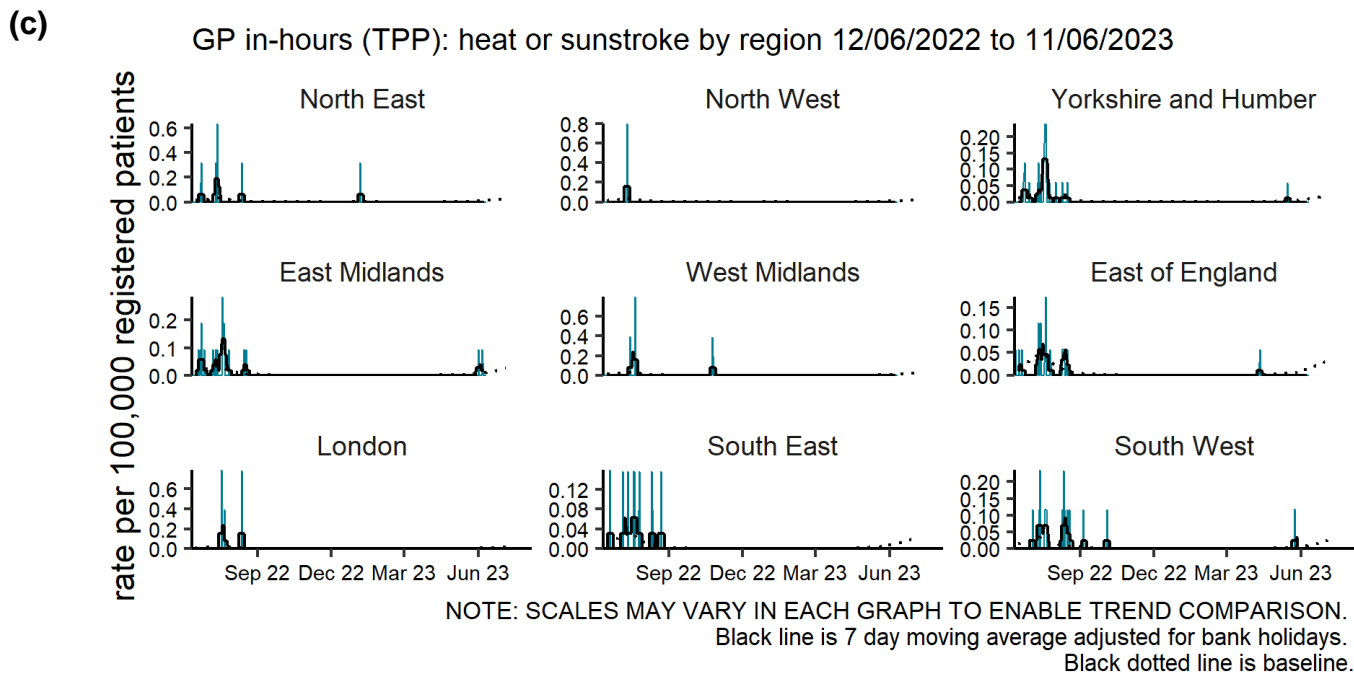 (c)
GP in-hours (TPP): heat or sunstroke by region 12/06/2022 to 11/06/2023
rate per 100,000 registered patients
North East
0.6
0.4
0.2
0.0
North West
0.8
0.6
0.4
0.2
0.0
Yorkshire and Humber
0.20
0.15
0.10
0.05
0.00
East Midlands
0.2
0.1
0.0
West Midlands
0.6
0.4
0.2
0.0
East of England
0.15
0.10
0.05
0.00
London
0.6
0.4
0.2
0.0
South East
0.12
0.08
0.04
0.00
South West
0.20
0.15
0.10
0.05
0.00
Sep 22 Dec 22 Mar 23 Jun 23
Sep 22 Dec 22 Mar 23 Jun 23
Sep 22 Dec 22 Mar 23 Jun 23
NOTE: SCALES MAY VARY IN EACH GRAPH TO ENABLE TREND COMPARISON.
Black line is 7 day moving average adjusted for bank holidays.
Black dotted line is baseline.